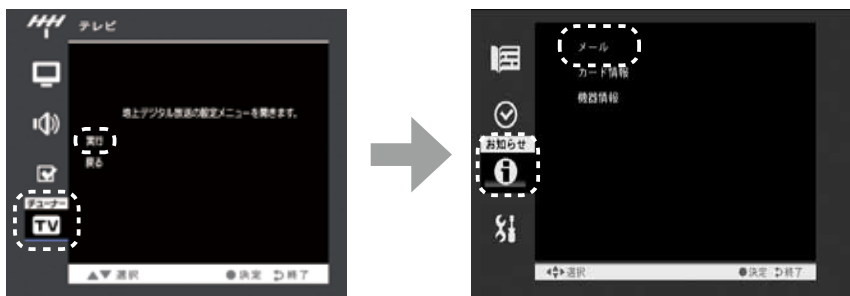 テレビ
地上デジタル放送の設定メニューを開きます。
実行
戻る
チューナー
TV
▲▼ 選択 ●決定 終了
メール
カード情報
機器情報
お知らせ
選択 ●決定 終了